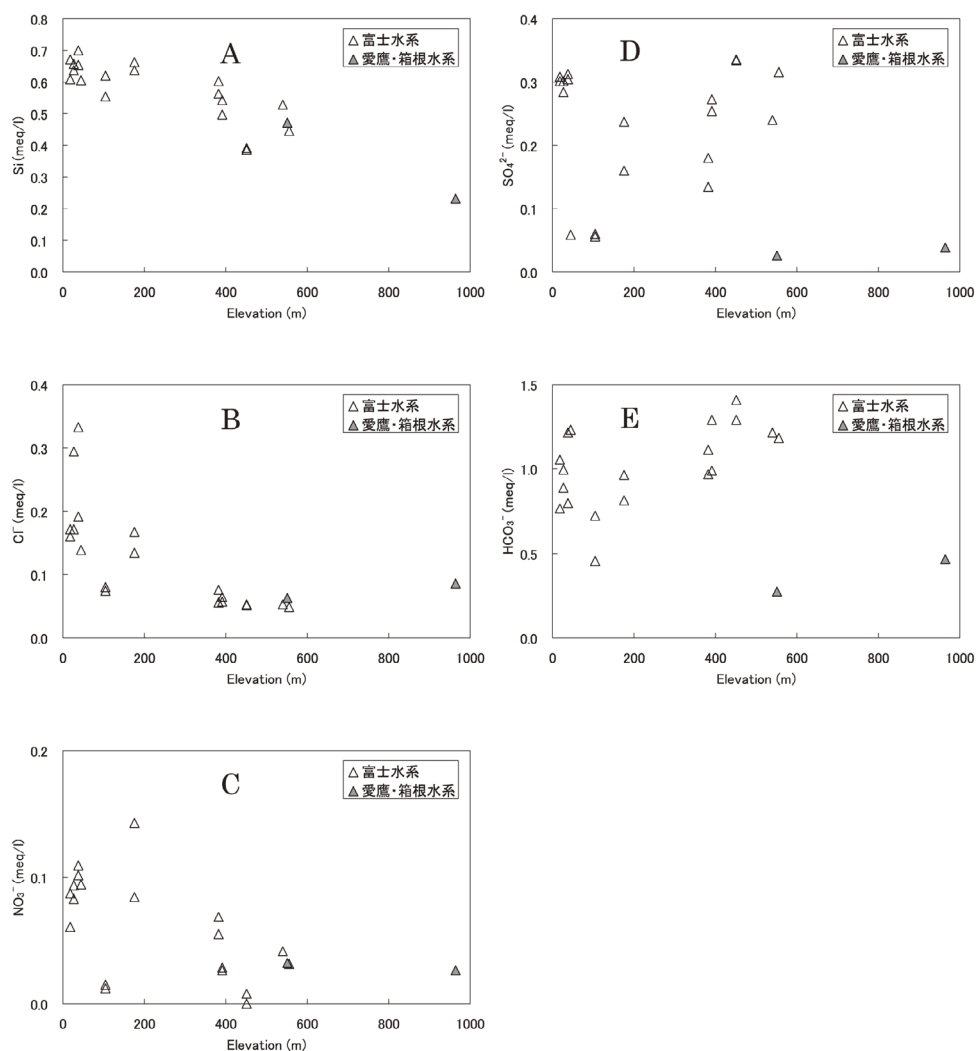 A
富士水系
愛鷹・箱根水系
Si (meq/l)
0.8
0.7
0.6
0.5
0.4
0.3
0.2
0.1
0.0
0 200 400 600 800 1000
Elevation (m)
D
富士水系
愛鷹・箱根水系
SO₄²⁻ (meq/l)
0.4
0.3
0.2
0.1
0.0
0 200 400 600 800 1000
Elevation (m)
B
富士水系
愛鷹・箱根水系
Cl⁻ (meq/l)
0.4
0.3
0.2
0.1
0.0
0 200 400 600 800 1000
Elevation (m)
E
富士水系
愛鷹・箱根水系
HCO₃⁻ (meq/l)
1.5
1.0
0.5
0.0
0 200 400 600 800 1000
Elevation (m)
C
富士水系
愛鷹・箱根水系
NO₃⁻ (meq/l)
0.2
0.1
0.0
0 200 400 600 800 1000
Elevation (m)